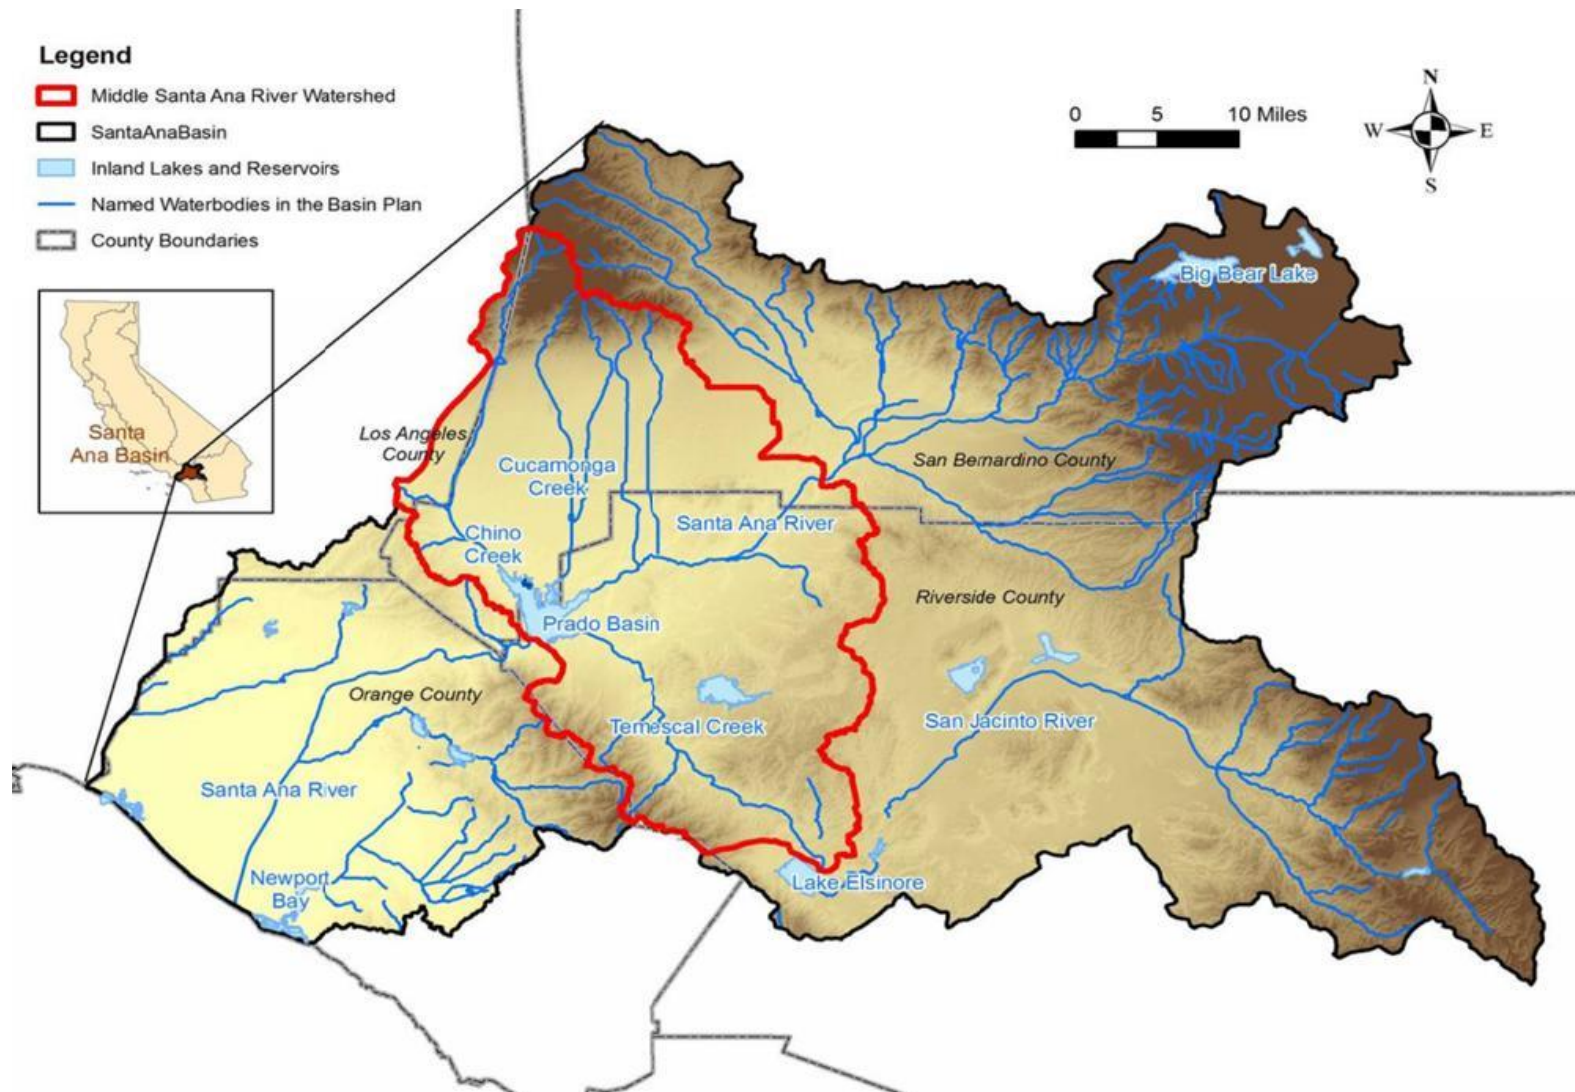 Legend
Middle Santa Ana River Watershed
SantaAnaBasin
Inland Lakes and Reservoirs
Named Waterbodies in the Basin Plan
County Boundaries
0 5 10 Miles
N
W E
S
Santa
Ana Basin
Big Bear Lake
Los Angeles
County
San Bernardino County
Cucamonga
Creek
Santa Ana River
Chino
Creek
Riverside County
Prado Basin
Orange County
Temescal Creek
San Jacinto River
Santa Ana River
Newport
Bay
Lake Elsinore